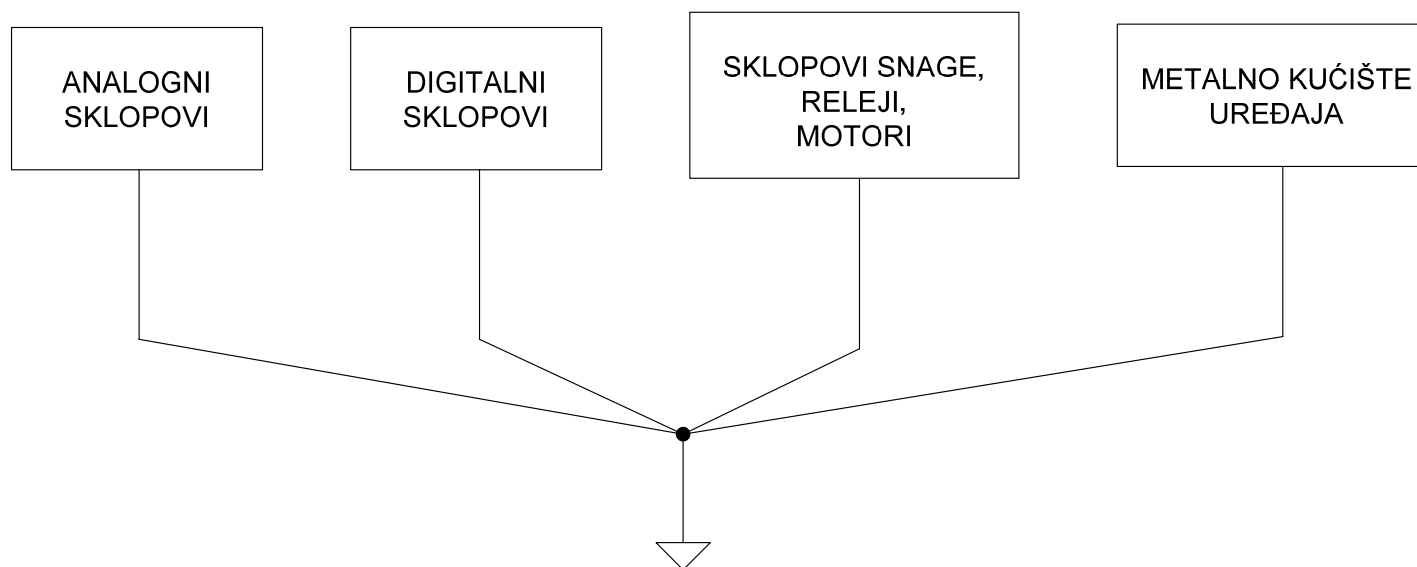 ANALOGNI
SKLOPOVI
DIGITALNI
SKLOPOVI
SKLOPOVI SNAGE,
RELEJI,
MOTORI
METALNO KUĆIŠTE
UREĐAJA